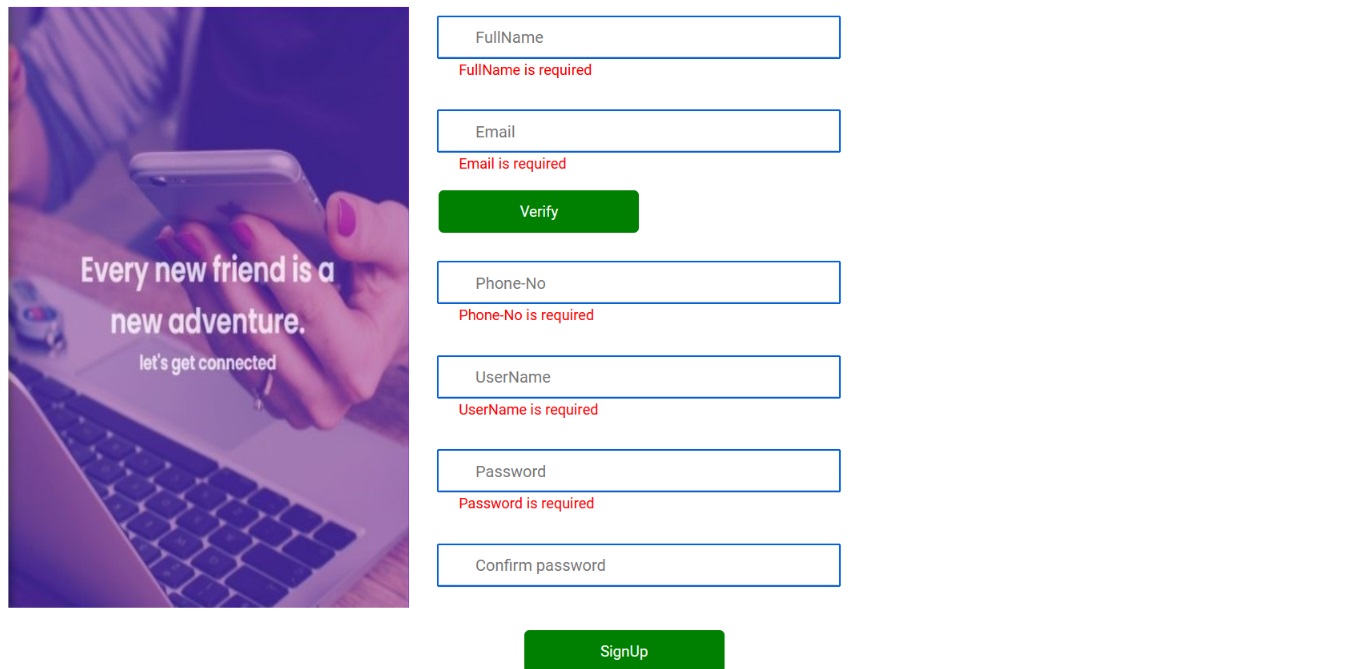 Every new friend is a
new adventure.
let's get connected
FullName
FullName is required
Email
Email is required
Verify
Phone-No
Phone-No is required
UserName
UserName is required
Password
Password is required
Confirm password
SignUp